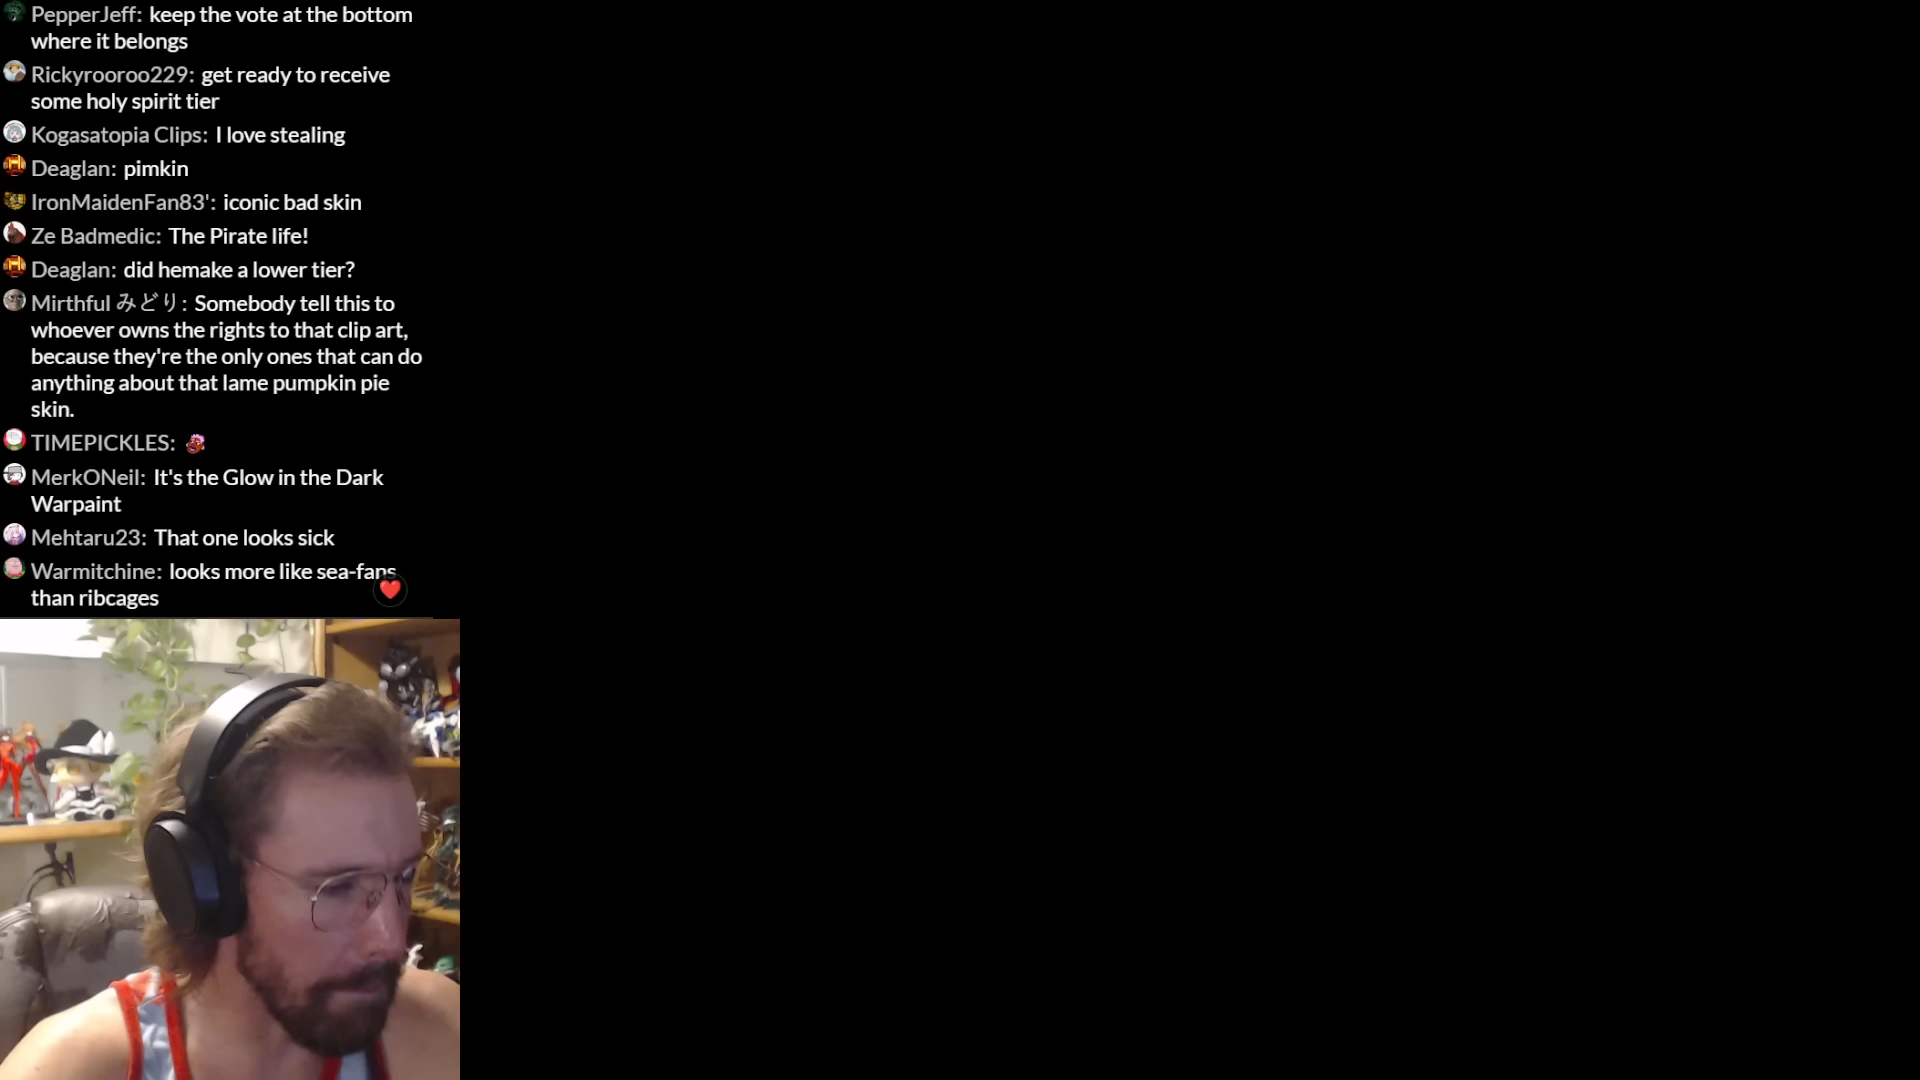 PepperJeff: keep the vote at the bottom
where it belongs
Rickyrooroo229: get ready to receive
some holy spirit tier
Kogasatopia Clips: I love stealing
Deaglan: pimkin
IronMaidenFan83': iconic bad skin
Ze Badmedic: The Pirate life!
Deaglan: did hemake a lower tier?
Mirthful みどり: Somebody tell this to
whoever owns the rights to that clip art,
because they're the only ones that can do
anything about that lame pumpkin pie
skin.
TIMEPICKLES:
MerkONeil: It's the Glow in the Dark
Warpaint
Mehtaru23: That one looks sick
Warmitchine: looks more like sea-fans
than ribcages